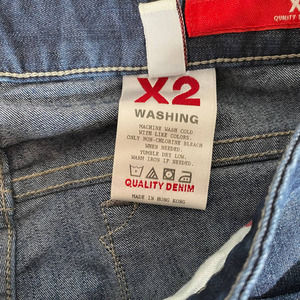 X
QUALITY D
X2
WASHING
MACHINE WASH COLD
WITH LIKE COLORS.
ONLY NON-CHLORINE BLEACH
WHEN NEEDED.
TUMBLE DRY LOW.
WARM IRON IF NEEDED.
QUALITY DENIM
MADE IN HONG KONG